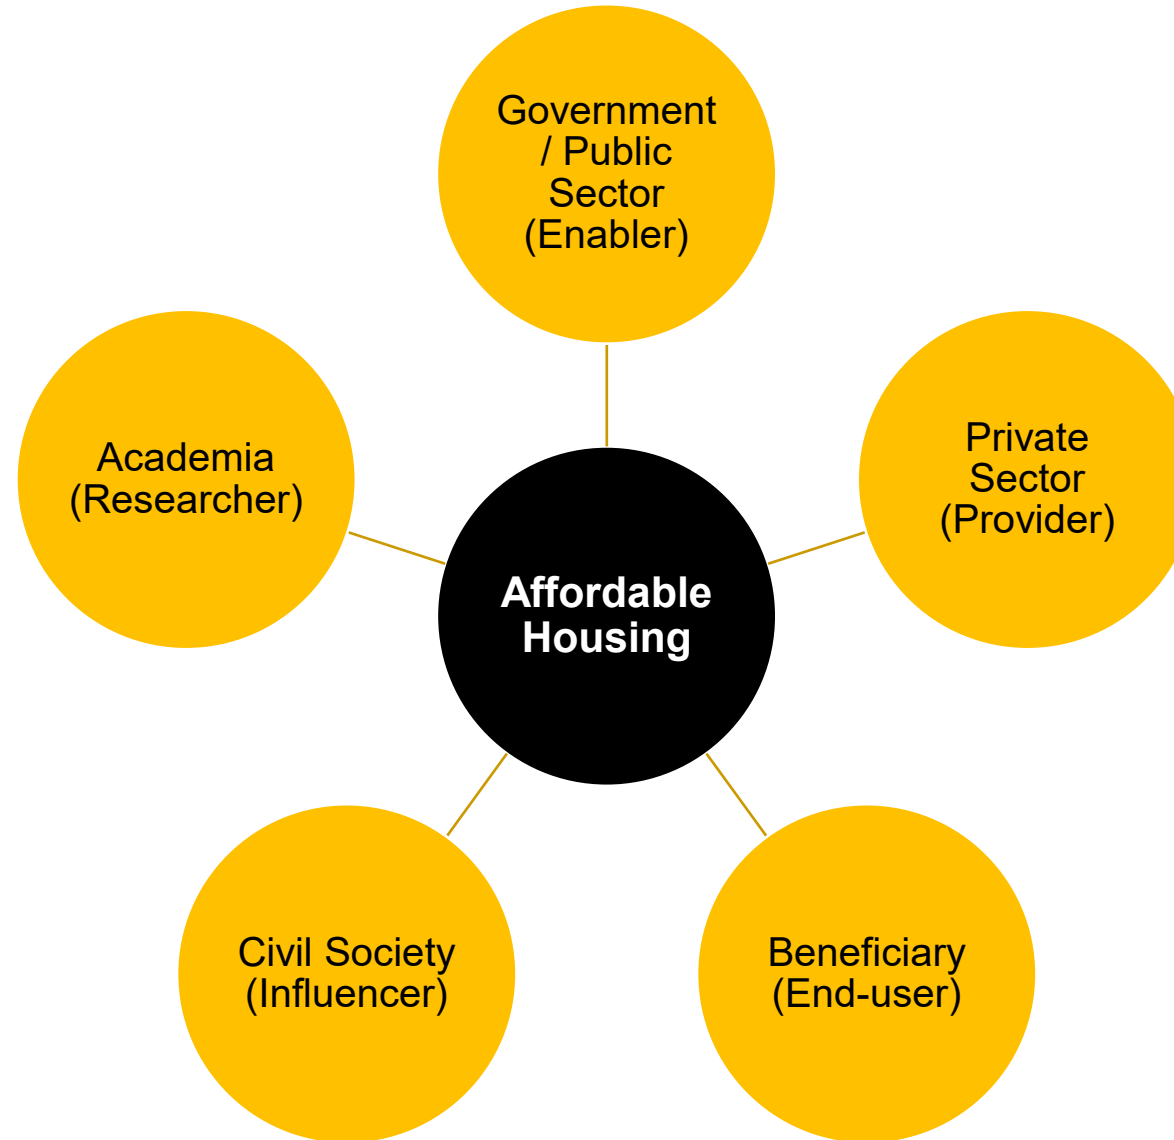 Government
/ Public
Sector
(Enabler)
Private
Sector
(Provider)
Academia
(Researcher)
Affordable
Housing
Civil Society
(Influencer)
Beneficiary
(End-user)